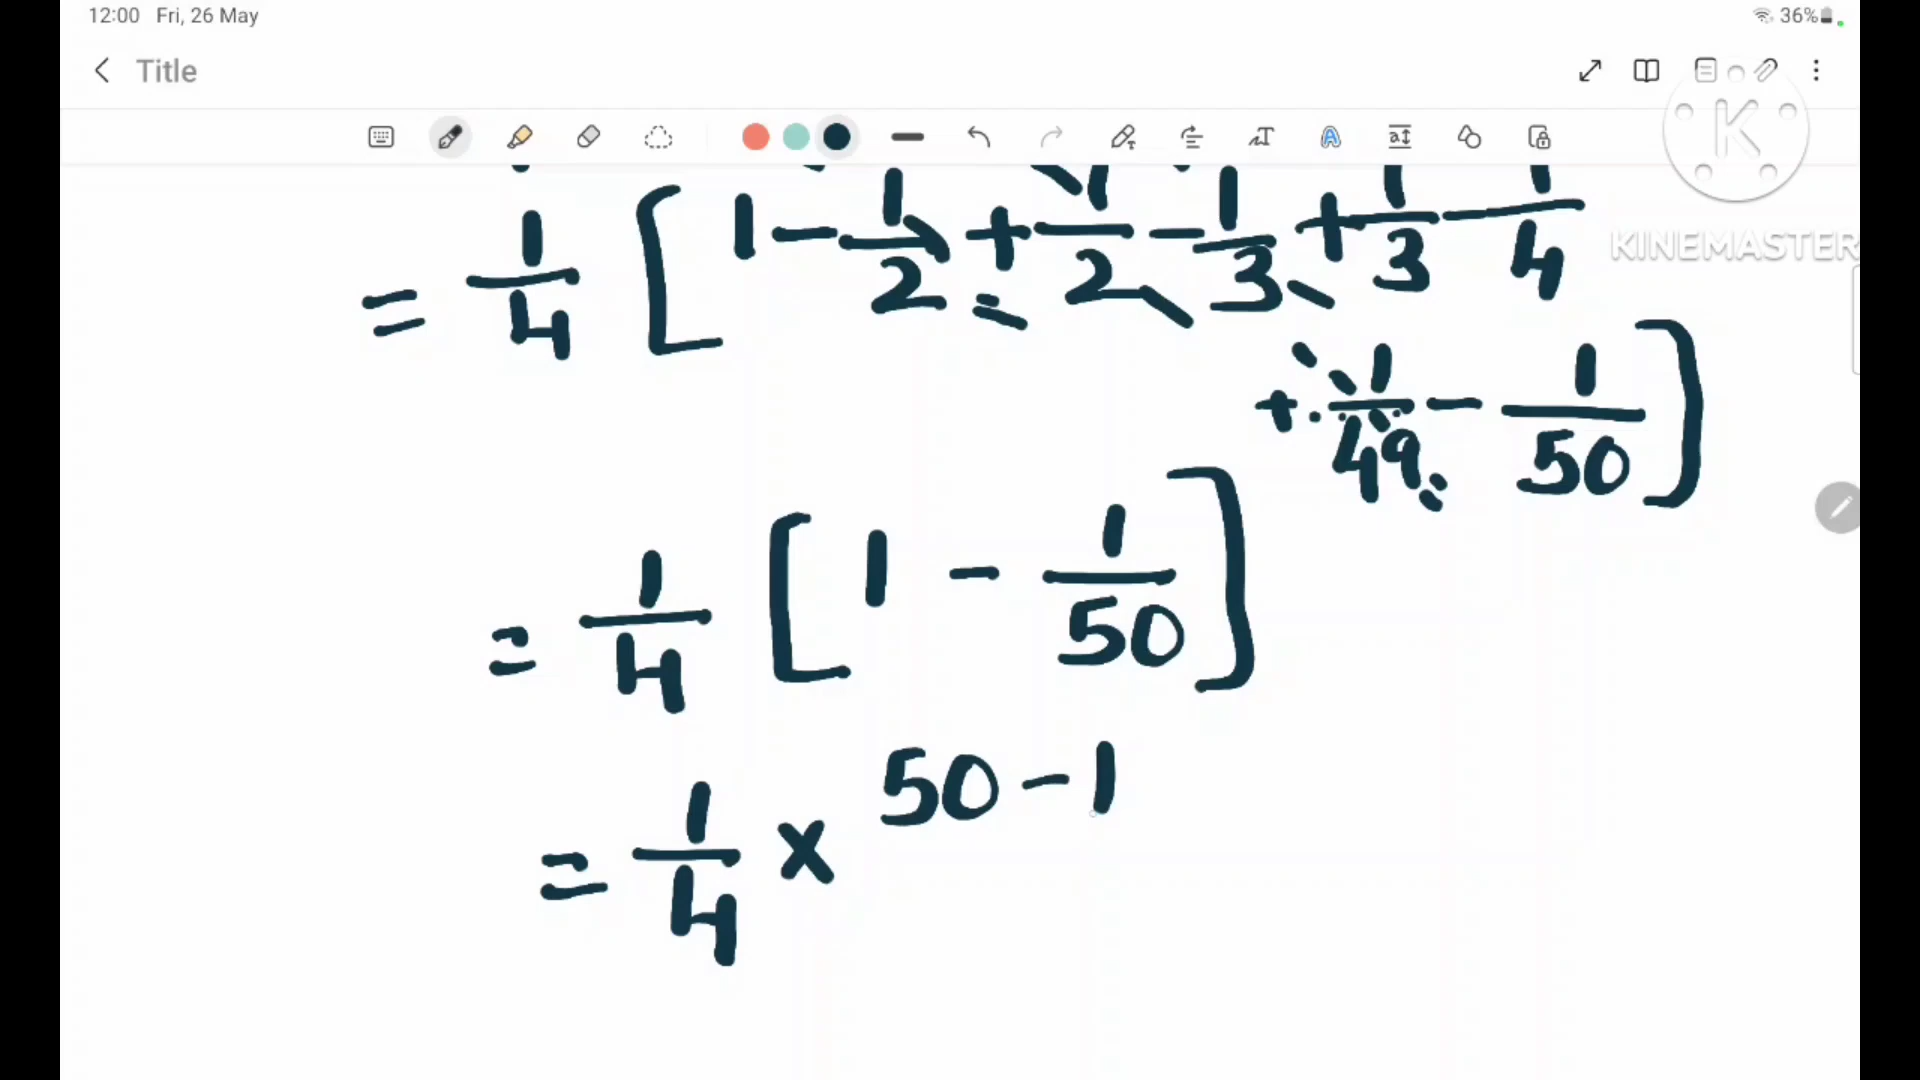 12:00 Fri, 26 May 36%
Title
K
KINEMASTER
= 1/4 [ 1 - 1/2 + 1/2 - 1/3 + 1/3 - 1/4
+ ... 1/49 - 1/50 ]
= 1/4 [ 1 - 1/50 ]
= 1/4 × 50 - 1